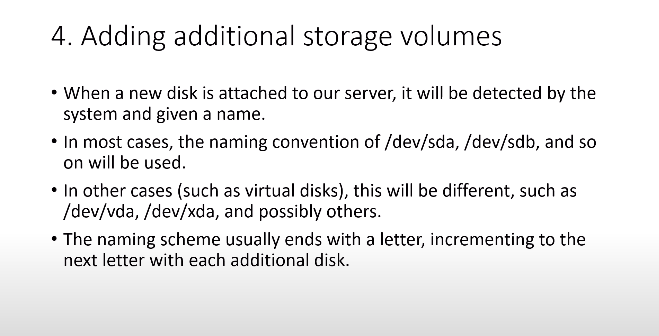 4. Adding additional storage volumes
• When a new disk is attached to our server, it will be detected by the
system and given a name.
• In most cases, the naming convention of /dev/sda, /dev/sdb, and so
on will be used.
• In other cases (such as virtual disks), this will be different, such as
/dev/vda, /dev/xda, and possibly others.
• The naming scheme usually ends with a letter, incrementing to the
next letter with each additional disk.